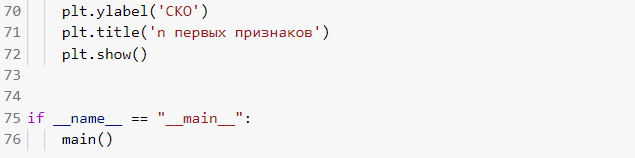 70 plt.ylabel('СКО')
71 plt.title('n первых признаков')
72 plt.show()
73
74
75 if __name__ == "__main__":
76 main()